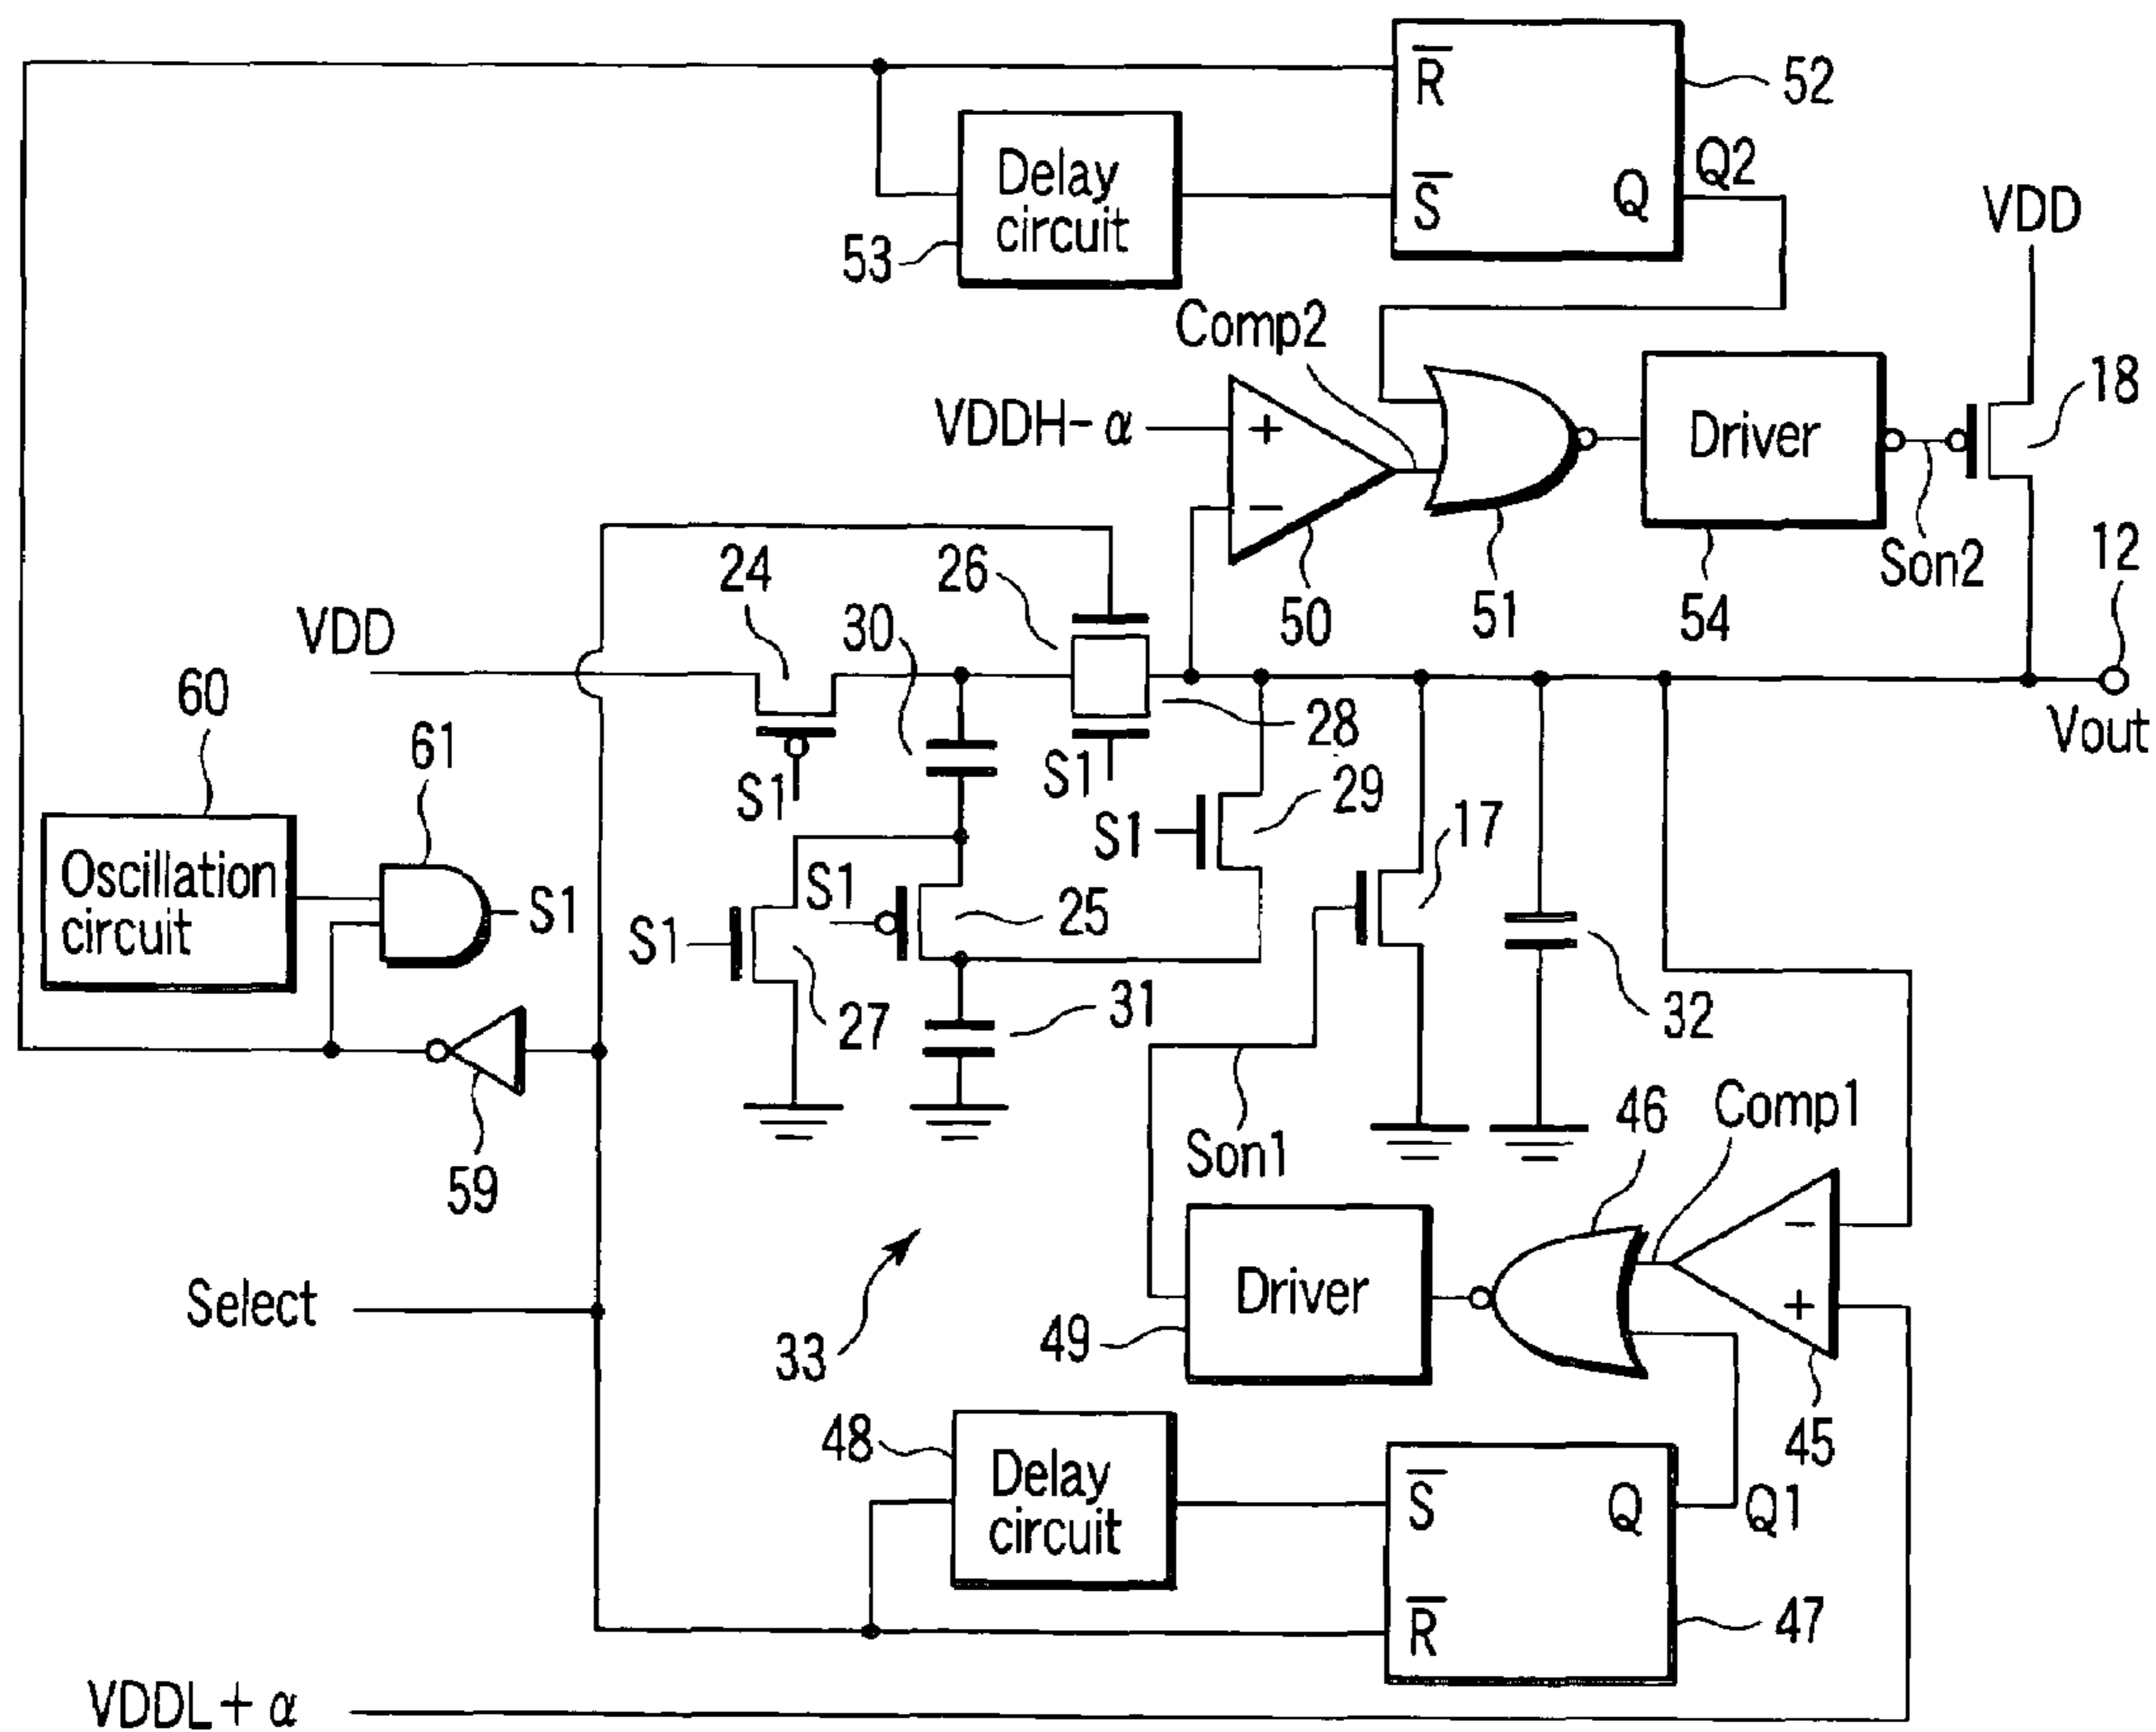 R
52
Delay
circuit
S
Q
Q2
VDD
53
Comp2
18
VDDH-α
+
−
Driver
12
24
26
50
51
54
Son2
VDD
30
60
61
S1
S1
28
Vout
29
S1
17
Oscillation
circuit
S1
S1
25
S1
31
32
27
59
46
Comp1
Son1
−
Select
Driver
+
33
49
48
45
Delay
circuit
S
Q
Q1
R
47
VDDL+α